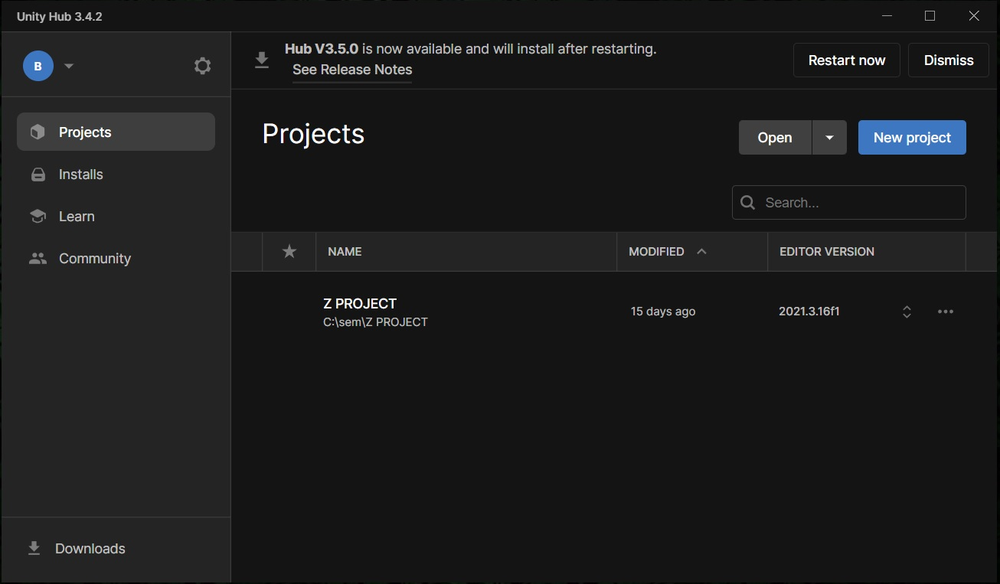 Unity Hub 3.4.2
B
Hub V3.5.0 is now available and will install after restarting.
See Release Notes
Restart now
Dismiss
Projects
Installs
Learn
Community
Downloads
Projects
Open
New project
Search...
NAME
MODIFIED
EDITOR VERSION
Z PROJECT
C:\sem\Z PROJECT
15 days ago
2021.3.16f1